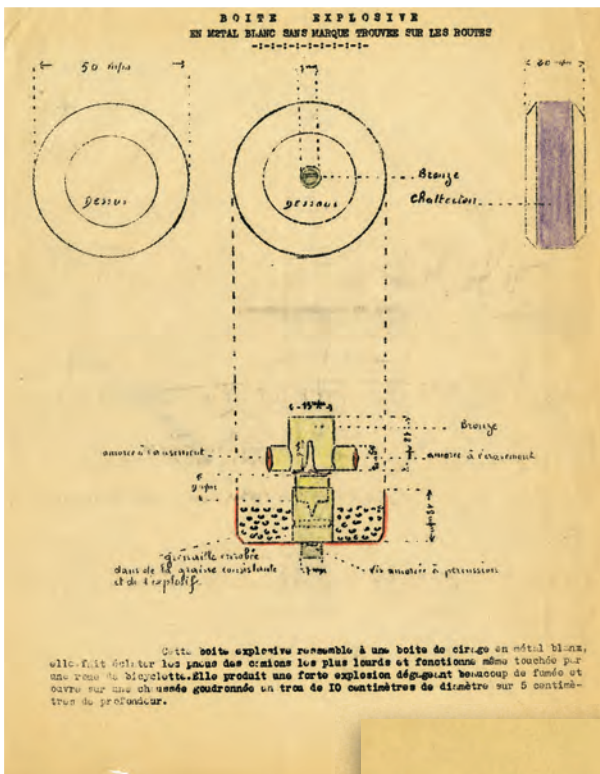 BOITE EXPLOSIVE
EN METAL BLANC SANS MARQUE TROUVEE SUR LES ROUTES
-:-:-:-:-:-:-:-:-:-
50 m/m
Dessus
Dessous
Bronze
Chatterton
Bronze
amorce à écrasement
amorce à écrasement
grenaille enrobée
dans de la graisse consistante
et de l'explosif
Vis amorce à percussion
Cette boite explosive ressemble à une boite de cirage en métal blanc,
elle fait éclater les pneus des camions les plus lourds et fonctionne même touchée par
une roue de bicyclette.Elle produit une forte explosion dégageant beaucoup de fumée et
ouvre sur une chaussée goudronnée un trou de IO centimètres de diamètre sur 5 centimè-
tres de profondeur.